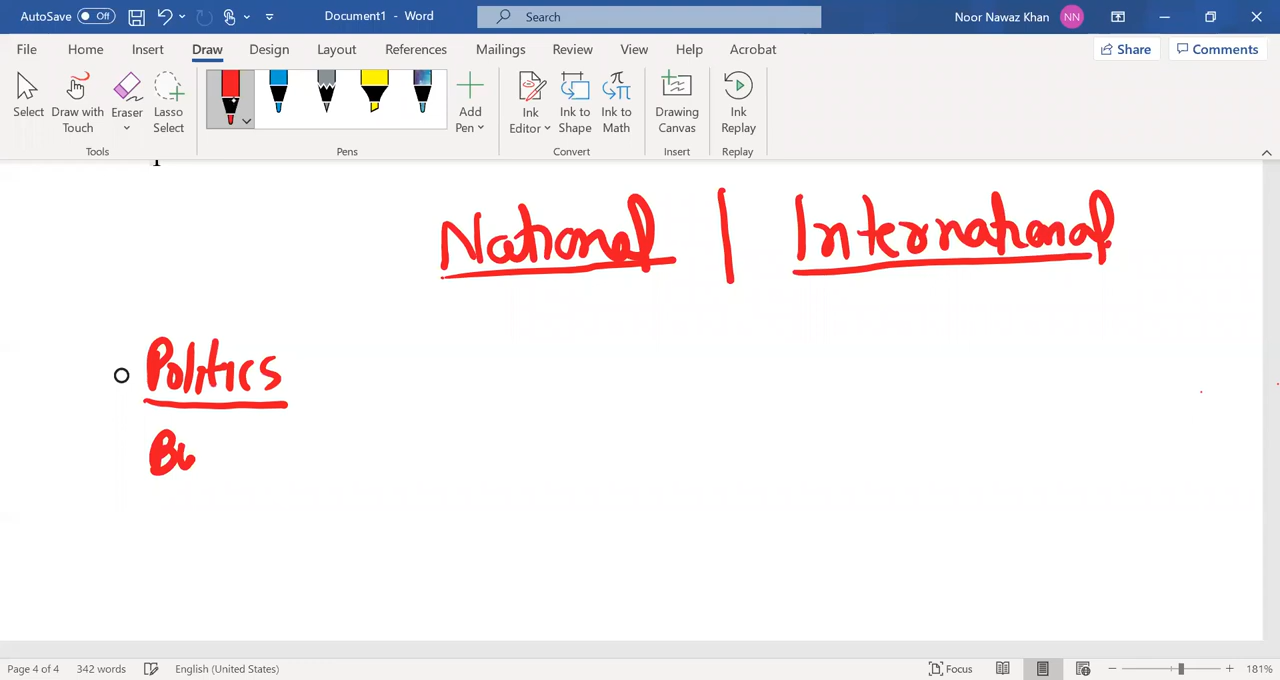 AutoSave Off Document1 - Word Search Noor Nawaz Khan NN
File Home Insert Draw Design Layout References Mailings Review View Help Acrobat Share Comments
Select Draw with Touch Eraser Lasso Select Add Pen Ink Editor Ink to Shape Ink to Math Drawing Canvas Ink Replay
Tools Pens Convert Insert Replay
National | International
Politics
Bu
Page 4 of 4 342 words English (United States) Focus 181%